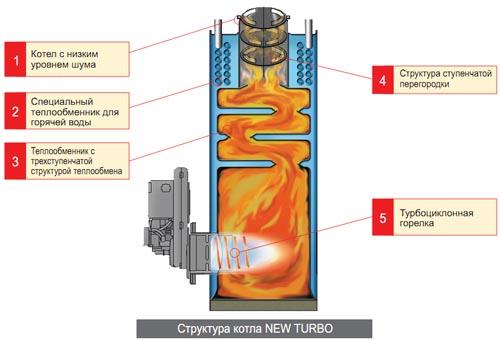 1
Котел с низким
уровнем шума
2
Специальный
теплообменник для
горячей воды
3
Теплообменник с
трехступенчатой
структурой теплообмена
4
Структура ступенчатой
перегородки
5
Турбоциклонная
горелка
Структура котла NEW TURBO